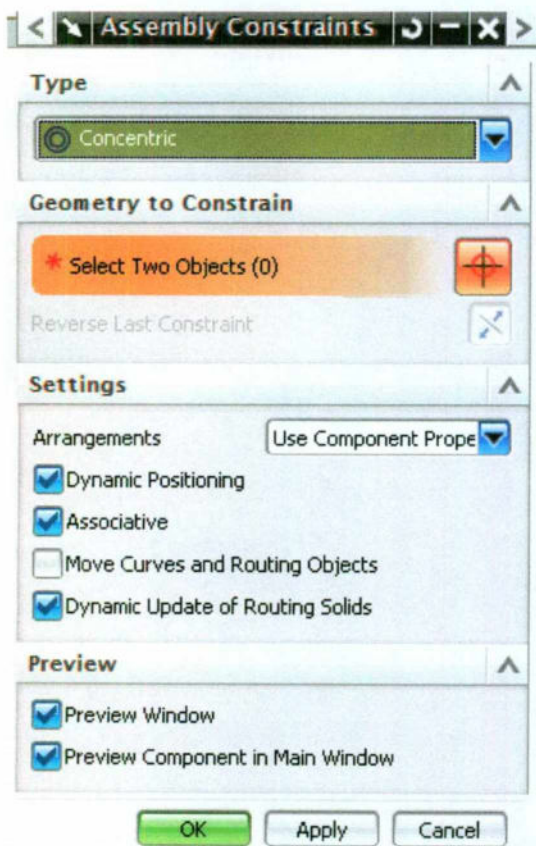 Assembly Constraints
Type
Concentric
Geometry to Constrain
* Select Two Objects (0)
Reverse Last Constraint
Settings
Arrangements Use Component Prope
Dynamic Positioning
Associative
Move Curves and Routing Objects
Dynamic Update of Routing Solids
Preview
Preview Window
Preview Component in Main Window
OK Apply Cancel